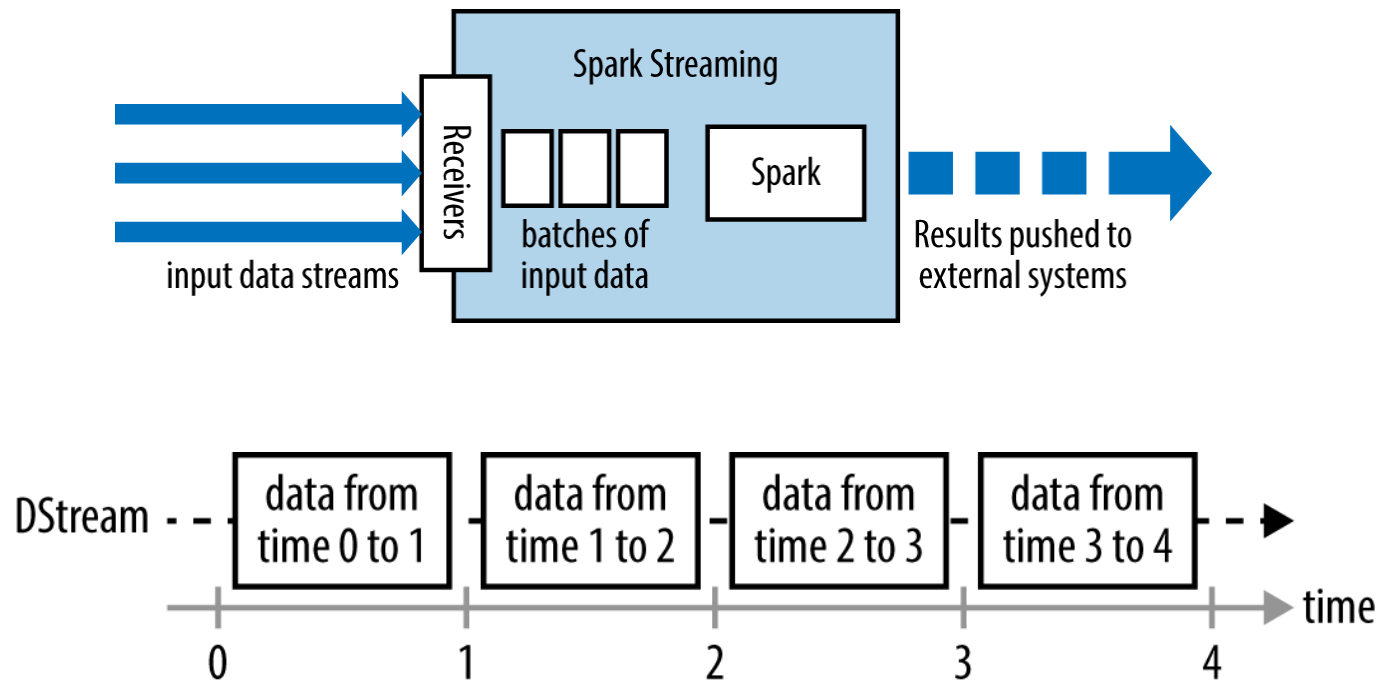 Spark Streaming
Receivers
Spark
input data streams
batches of
input data
Results pushed to
external systems
DStream
data from
time 0 to 1
data from
time 1 to 2
data from
time 2 to 3
data from
time 3 to 4
time
0
1
2
3
4